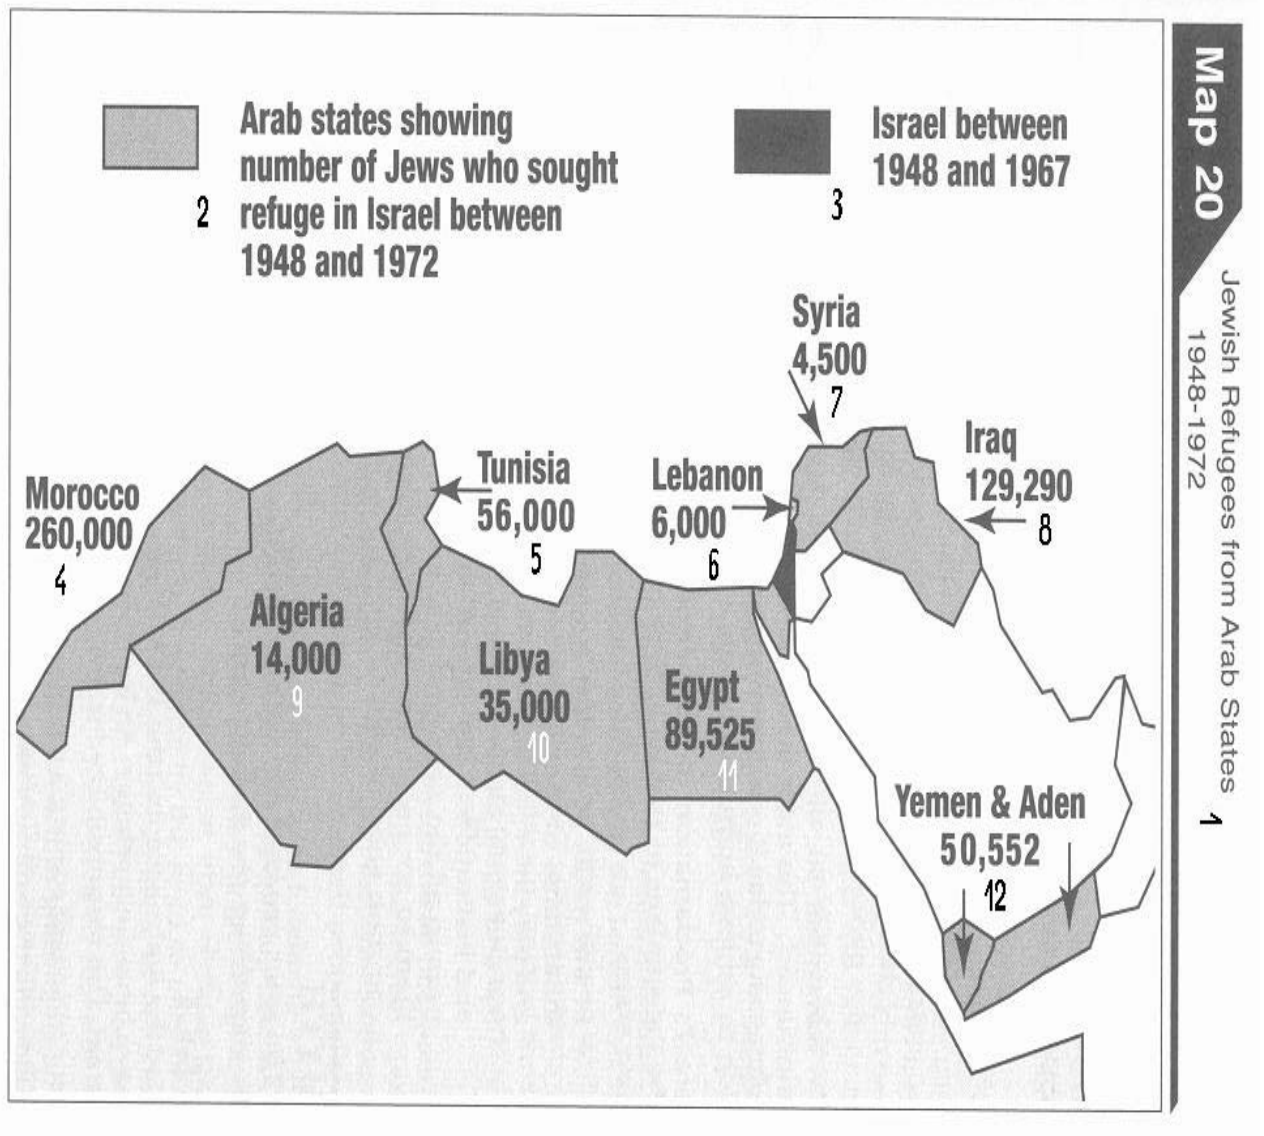 Map 20
Jewish Refugees from Arab States
1948-1972
1
Arab states showing
number of Jews who sought
2 refuge in Israel between
1948 and 1972
Israel between
1948 and 1967
3
Syria
4,500
7
Morocco
260,000
4
Tunisia
56,000
5
Lebanon
6,000
6
Iraq
129,290
8
Algeria
14,000
9
Libya
35,000
10
Egypt
89,525
11
Yemen & Aden
50,552
12